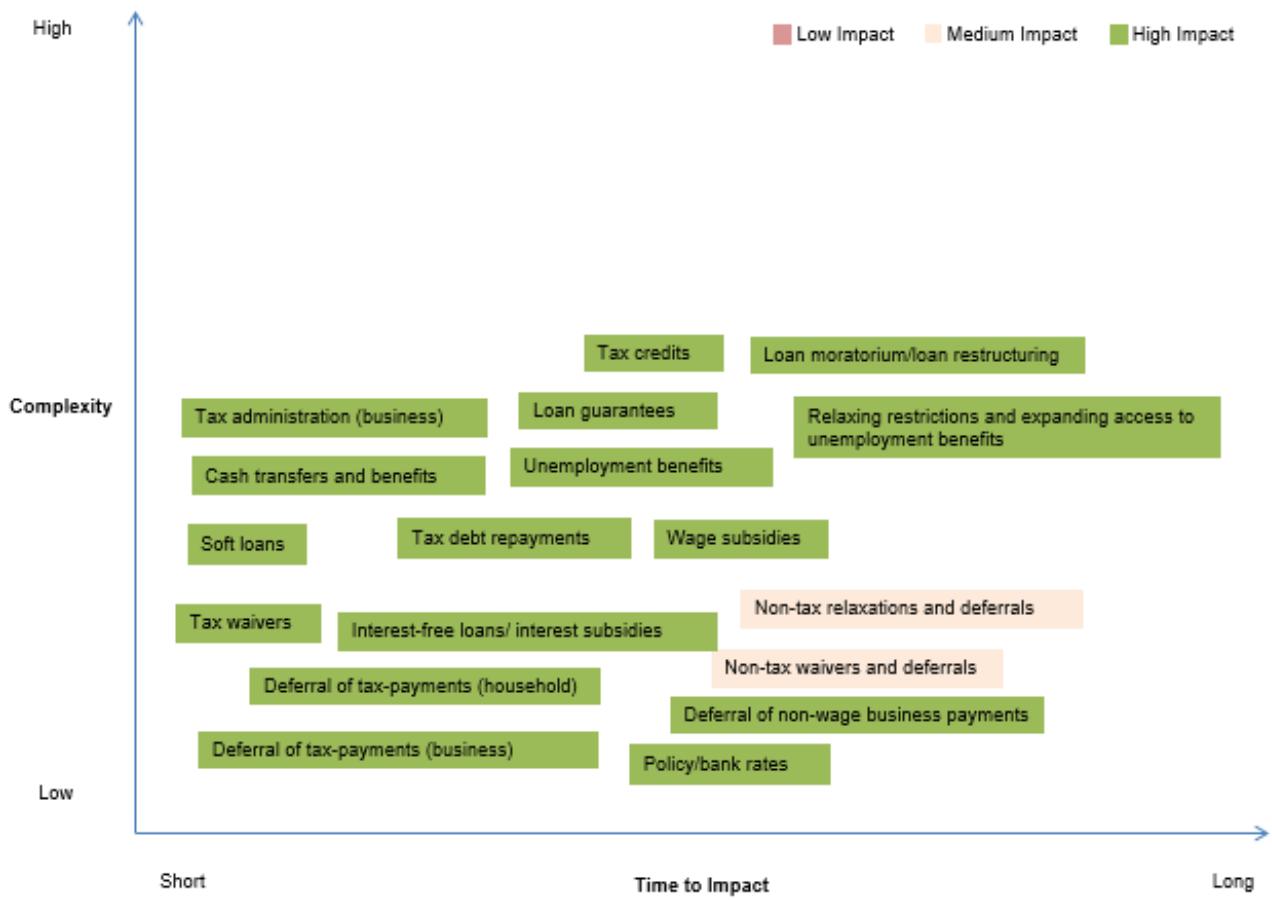 High
Low Impact
Medium Impact
High Impact
Tax credits
Loan moratorium/loan restructuring
Complexity
Tax administration (business)
Loan guarantees
Relaxing restrictions and expanding access to
unemployment benefits
Cash transfers and benefits
Unemployment benefits
Soft loans
Tax debt repayments
Wage subsidies
Tax waivers
Interest-free loans/ interest subsidies
Non-tax relaxations and deferrals
Non-tax waivers and deferrals
Deferral of tax-payments (household)
Deferral of non-wage business payments
Deferral of tax-payments (business)
Policy/bank rates
Low
Short
Time to Impact
Long